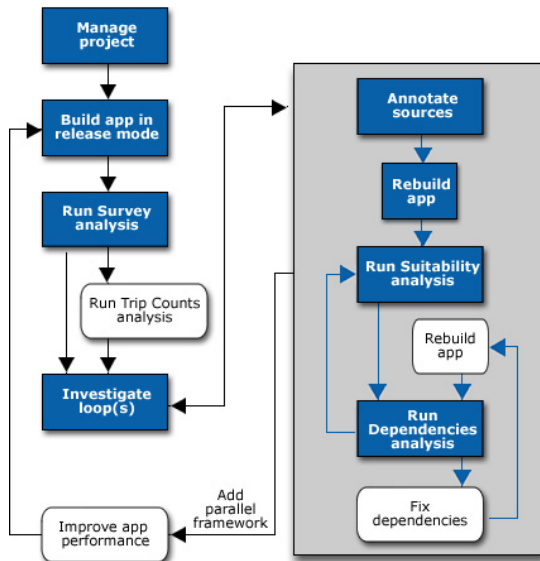 Manage
project
Build app in
release mode
Run Survey
analysis
Run Trip Counts
analysis
Investigate
loop(s)
Improve app
performance
Add
parallel
framework
Annotate
sources
Rebuild
app
Run Suitability
analysis
Rebuild
app
Run
Dependencies
analysis
Fix
dependencies